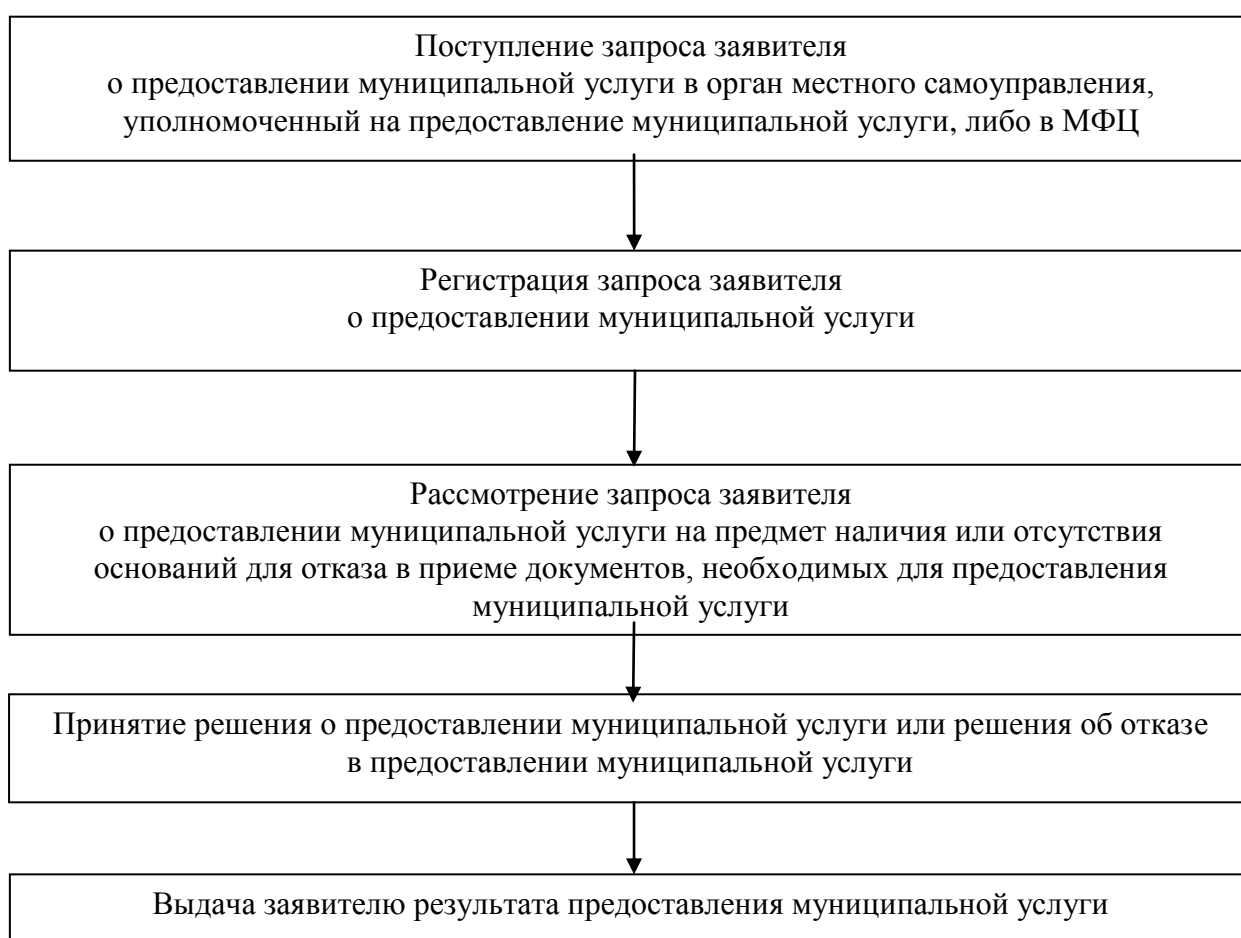 Поступление запроса заявителя
о предоставлении муниципальной услуги в орган местного самоуправления,
уполномоченный на предоставление муниципальной услуги, либо в МФЦ
Регистрация запроса заявителя
о предоставлении муниципальной услуги
Рассмотрение запроса заявителя
о предоставлении муниципальной услуги на предмет наличия или отсутствия
оснований для отказа в приеме документов, необходимых для предоставления
муниципальной услуги
Принятие решения о предоставлении муниципальной услуги или решения об отказе
в предоставлении муниципальной услуги
Выдача заявителю результата предоставления муниципальной услуги